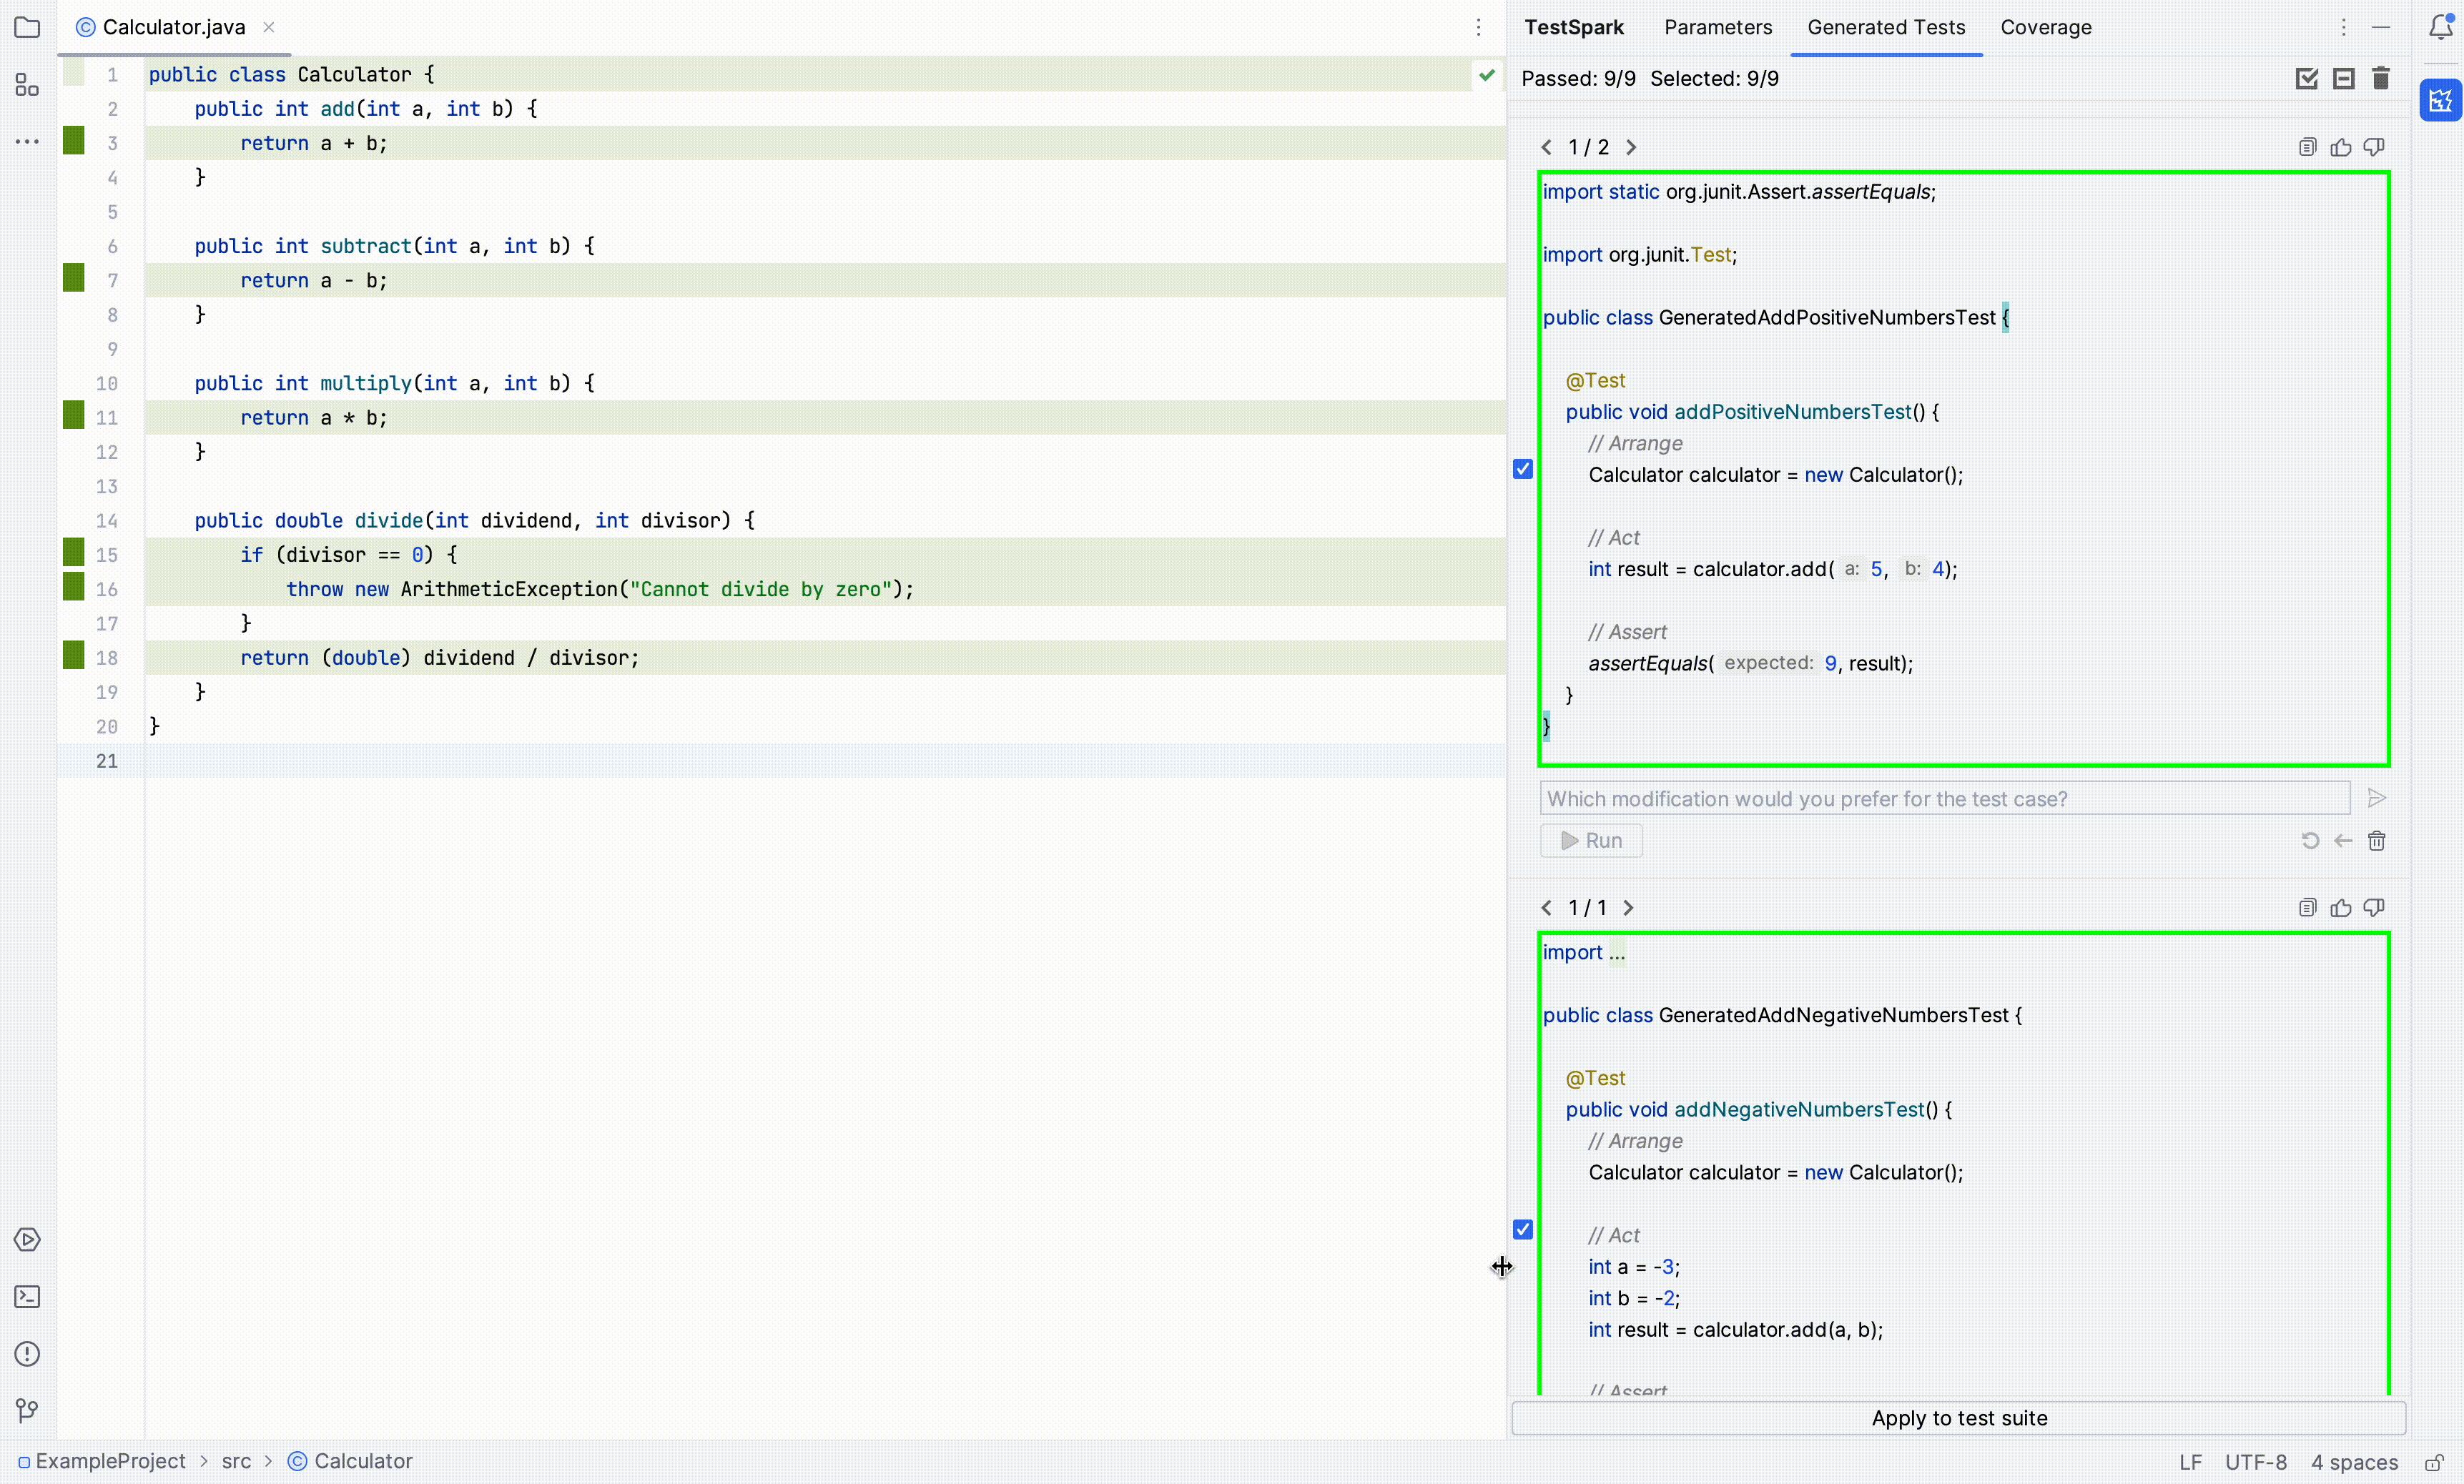 Calculator.java
1 public class Calculator {
2 public int add(int a, int b) {
3 return a + b;
4 }
5
6 public int subtract(int a, int b) {
7 return a - b;
8 }
9
10 public int multiply(int a, int b) {
11 return a * b;
12 }
13
14 public double divide(int dividend, int divisor) {
15 if (divisor == 0) {
16 throw new ArithmeticException("Cannot divide by zero");
17 }
18 return (double) dividend / divisor;
19 }
20 }
21
TestSpark Parameters Generated Tests Coverage
Passed: 9/9 Selected: 9/9
1 / 2
import static org.junit.Assert.assertEquals;
import org.junit.Test;
public class GeneratedAddPositiveNumbersTest {
@Test
public void addPositiveNumbersTest() {
// Arrange
Calculator calculator = new Calculator();
// Act
int result = calculator.add( a: 5, b: 4);
// Assert
assertEquals( expected: 9, result);
}
}
Which modification would you prefer for the test case?
Run
1 / 1
import ...
public class GeneratedAddNegativeNumbersTest {
@Test
public void addNegativeNumbersTest() {
// Arrange
Calculator calculator = new Calculator();
// Act
int a = -3;
int b = -2;
int result = calculator.add(a, b);
// Assert
Apply to test suite
ExampleProject > src > Calculator
LF UTF-8 4 spaces